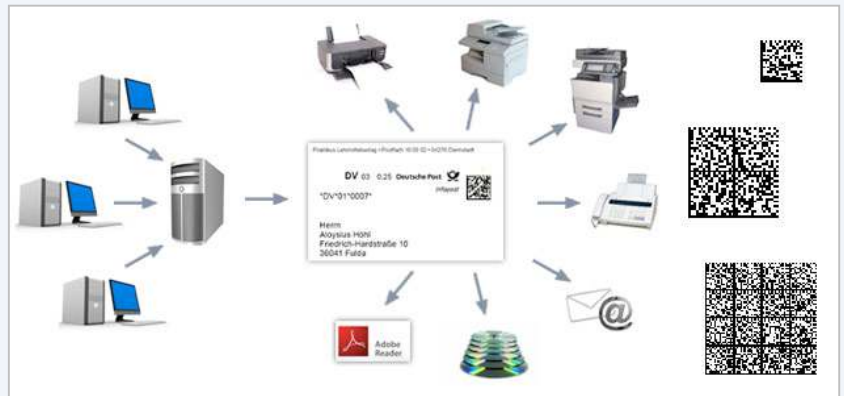 DV 03 0,25 Deutsche Post
Infopost
*DV*01*0007*
Herrn
Aloysius Höhl
Friedrich-Hardstraße 10
36041 Fulda
@
Adobe
Reader